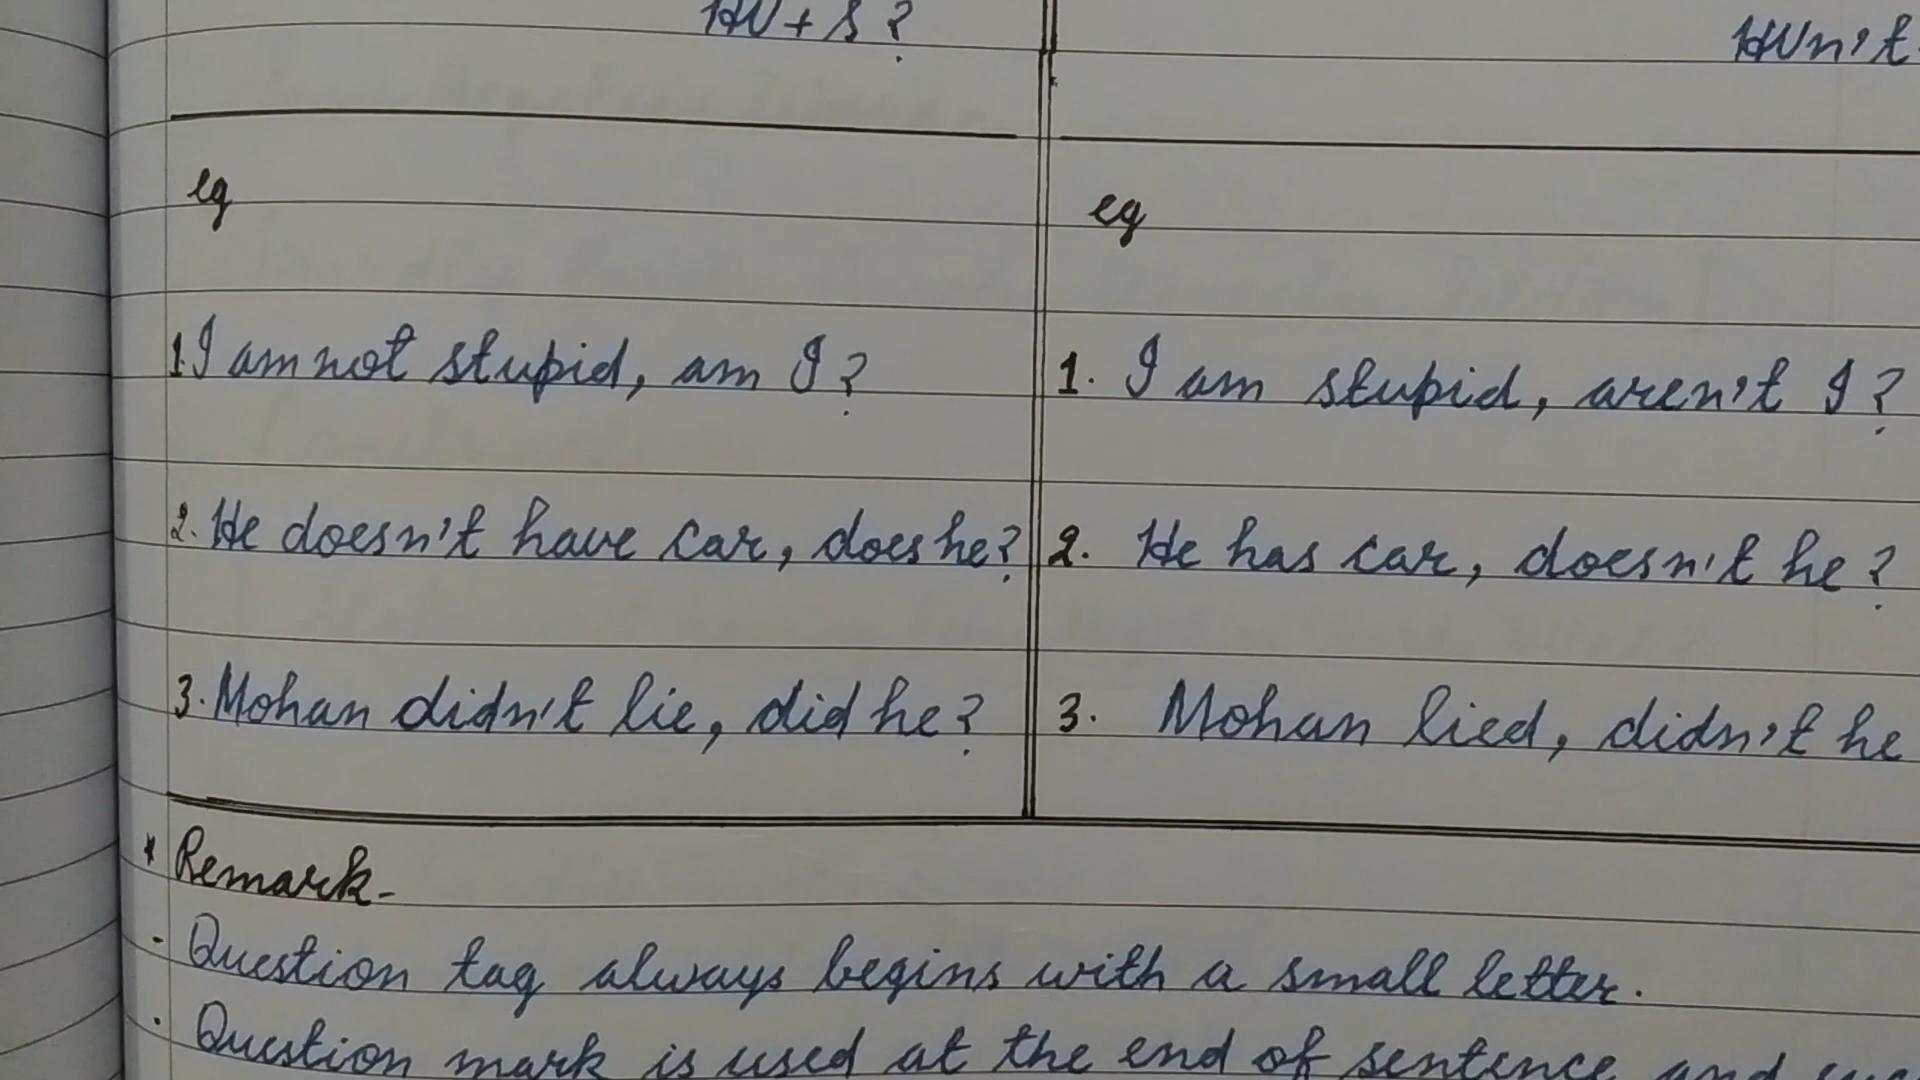 HV + S ?
HVn't
eg
eg
1. I am not stupid, am I?
1. I am stupid, aren't I?
2. He doesn't have car, does he?
2. He has car, doesn't he?
3. Mohan didn't lie, did he?
3. Mohan lied, didn't he
* Remark-
- Question tag always begins with a small letter.
- Question mark is used at the end of sentence and